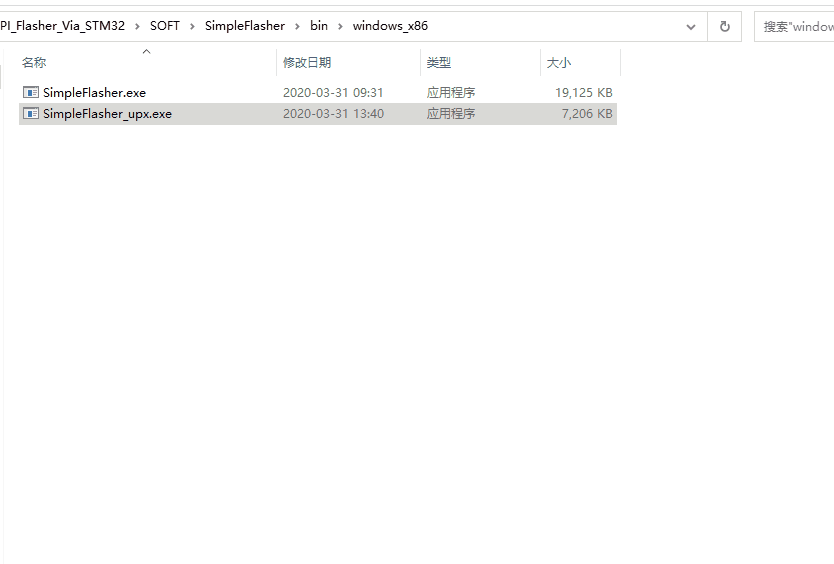 PI_Flasher_Via_STM32 › SOFT › SimpleFlasher › bin › windows_x86 搜索"window
名称 修改日期 类型 大小
SimpleFlasher.exe 2020-03-31 09:31 应用程序 19,125 KB
SimpleFlasher_upx.exe 2020-03-31 13:40 应用程序 7,206 KB